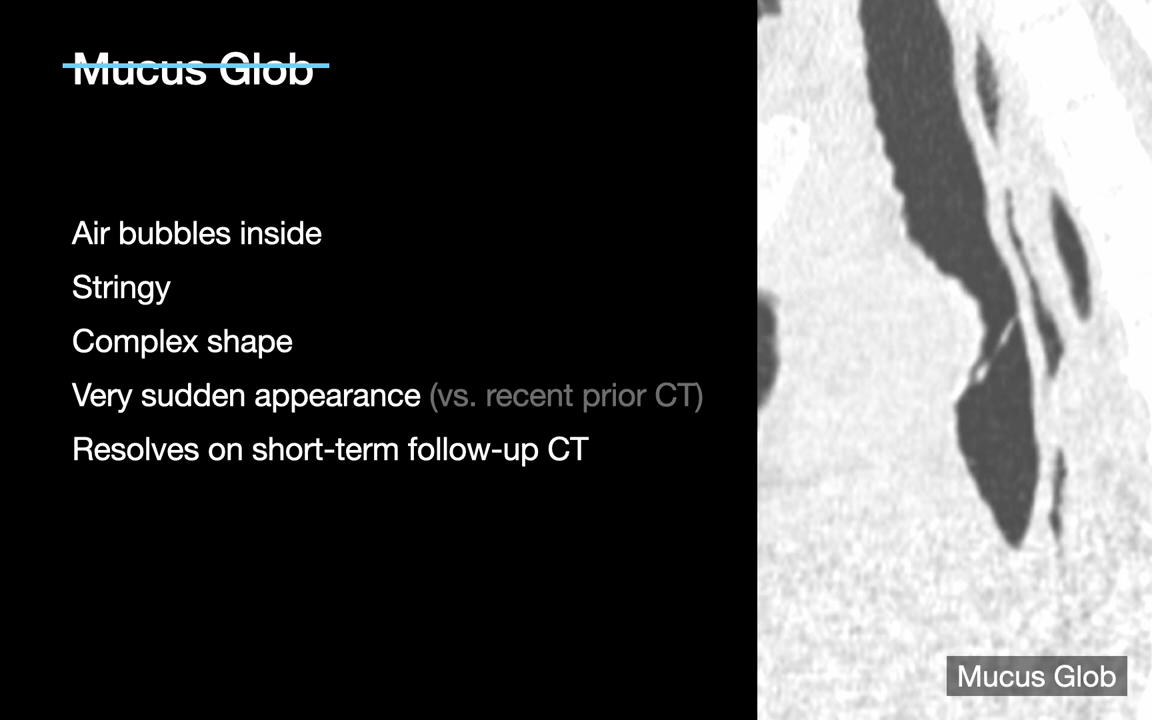 Mucus Glob
Air bubbles inside
Stringy
Complex shape
Very sudden appearance (vs. recent prior CT)
Resolves on short-term follow-up CT
Mucus Glob